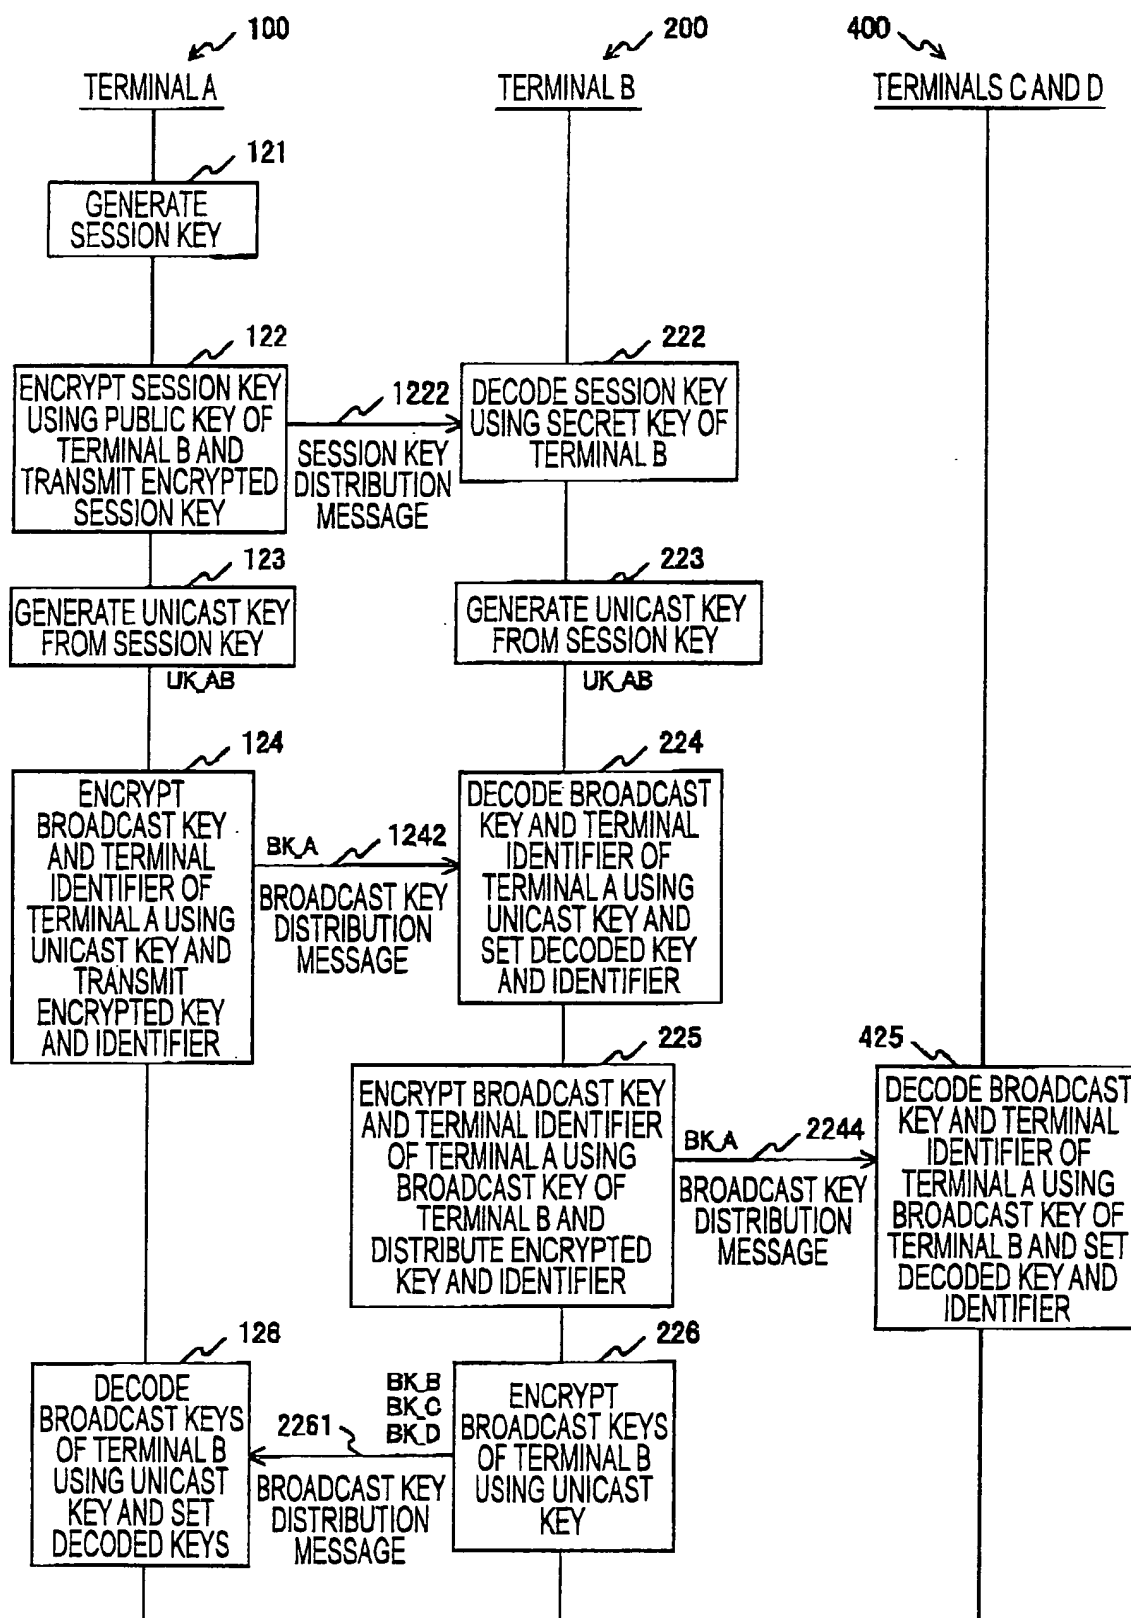 100
200
400
TERMINAL A
TERMINAL B
TERMINALS C AND D
121
GENERATE
SESSION KEY
122
ENCRYPT SESSION KEY
USING PUBLIC KEY OF
TERMINAL B AND
TRANSMIT ENCRYPTED
SESSION KEY
1222
SESSION KEY
DISTRIBUTION
MESSAGE
222
DECODE SESSION KEY
USING SECRET KEY OF
TERMINAL B
123
GENERATE UNICAST KEY
FROM SESSION KEY
UK_AB
223
GENERATE UNICAST KEY
FROM SESSION KEY
UK_AB
124
ENCRYPT
BROADCAST KEY
AND TERMINAL
IDENTIFIER OF
TERMINAL A USING
UNICAST KEY AND
TRANSMIT
ENCRYPTED KEY
AND IDENTIFIER
BK_A
1242
BROADCAST KEY
DISTRIBUTION
MESSAGE
224
DECODE BROADCAST
KEY AND TERMINAL
IDENTIFIER OF
TERMINAL A USING
UNICAST KEY AND
SET DECODED KEY
AND IDENTIFIER
225
ENCRYPT BROADCAST KEY
AND TERMINAL IDENTIFIER
OF TERMINAL A USING
BROADCAST KEY OF
TERMINAL B AND
DISTRIBUTE ENCRYPTED
KEY AND IDENTIFIER
BK_A
2244
BROADCAST KEY
DISTRIBUTION
MESSAGE
425
DECODE BROADCAST
KEY AND TERMINAL
IDENTIFIER OF
TERMINAL A USING
BROADCAST KEY OF
TERMINAL B AND SET
DECODED KEY AND
IDENTIFIER
126
DECODE
BROADCAST KEYS
OF TERMINAL B
USING UNICAST
KEY AND SET
DECODED KEYS
BK_B
BK_C
BK_D
2261
BROADCAST KEY
DISTRIBUTION
MESSAGE
226
ENCRYPT
BROADCAST KEYS
OF TERMINAL B
USING UNICAST
KEY